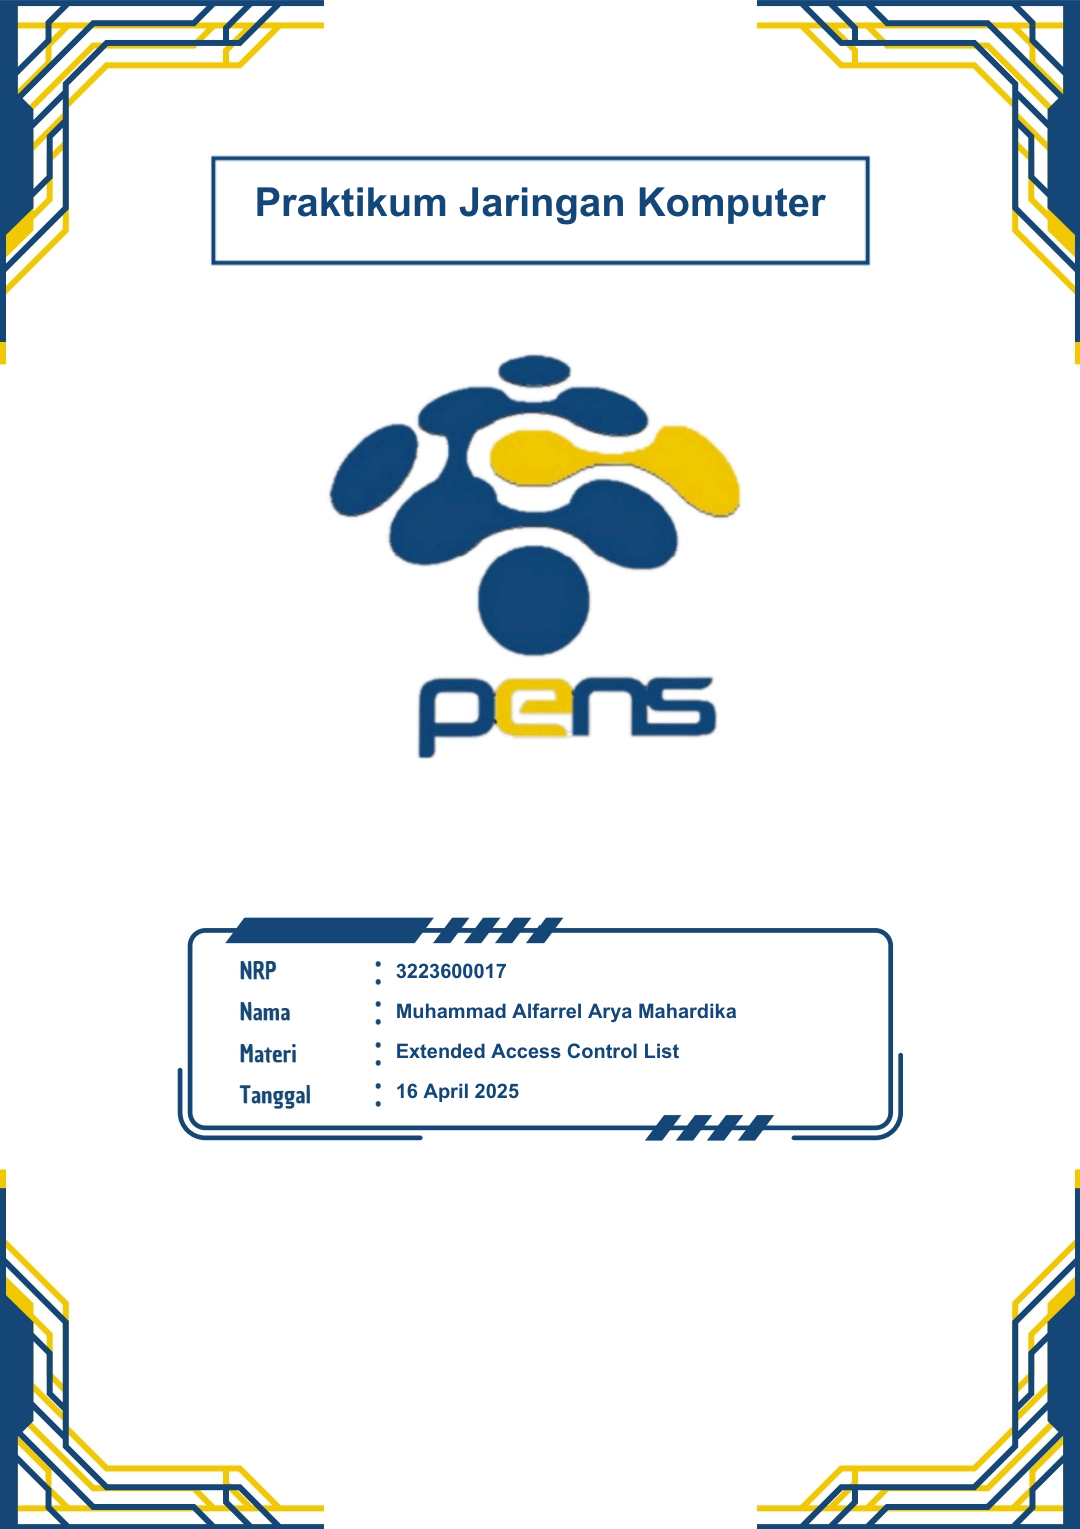 Praktikum Jaringan Komputer
pens
NRP : 3223600017
Nama : Muhammad Alfarrel Arya Mahardika
Materi : Extended Access Control List
Tanggal : 16 April 2025